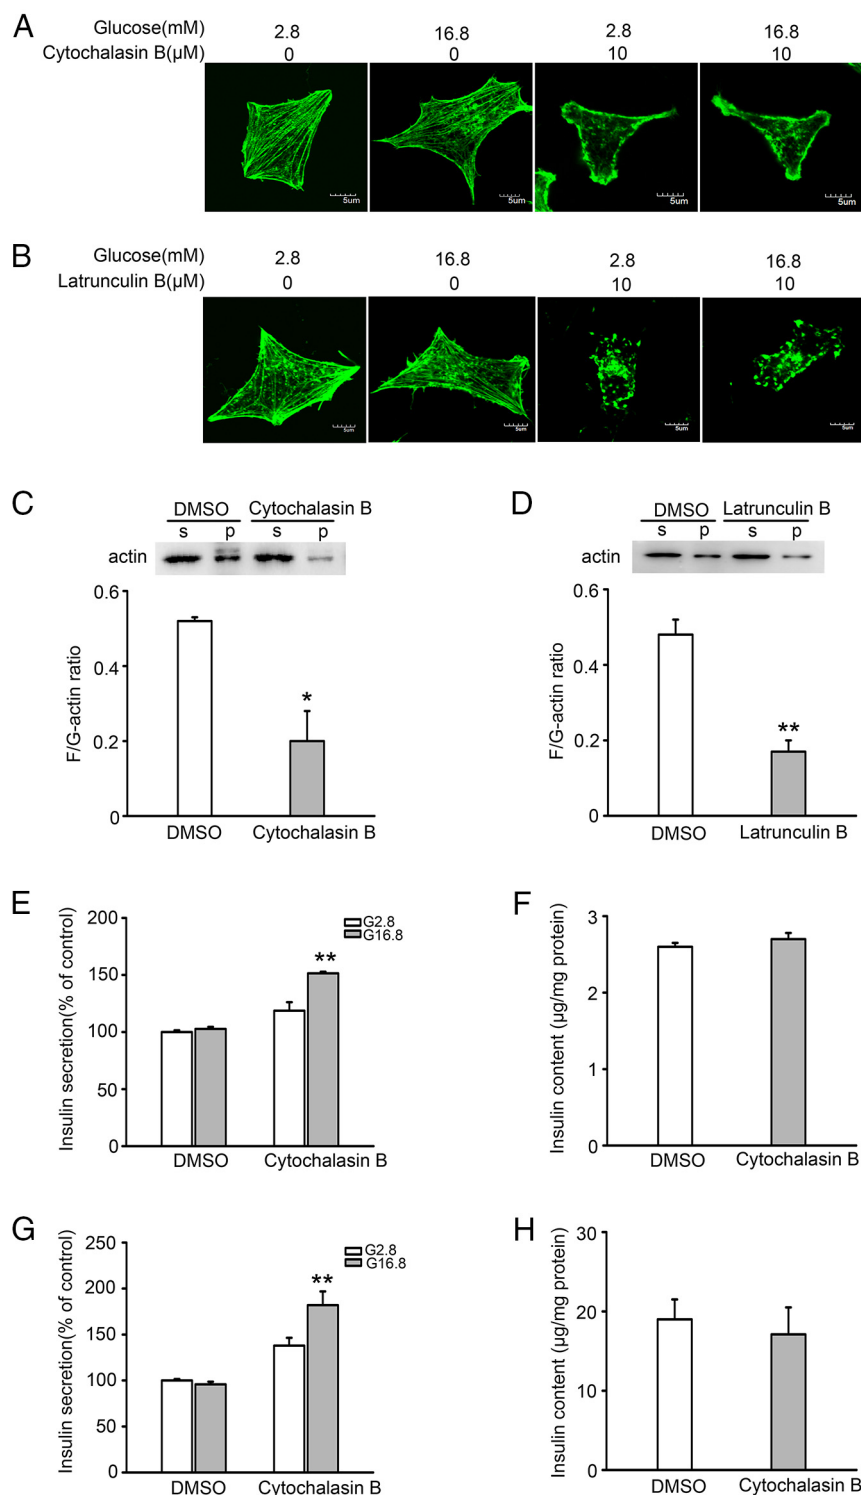 A
Glucose(mM) 2.8 16.8 2.8 16.8
Cytochalasin B(µM) 0 0 10 10
5um 5um 5um 5um
B
Glucose(mM) 2.8 16.8 2.8 16.8
Latrunculin B(µM) 0 0 10 10
5um 5um 5um 5um
C
DMSO Cytochalasin B
s p s p
actin
0.6
0.4
0.2
0
F/G-actin ratio
*
DMSO Cytochalasin B
D
DMSO Latrunculin B
s p s p
actin
0.6
0.4
0.2
0
F/G-actin ratio
**
DMSO Latrunculin B
E
200
150
100
50
0
Insulin secretion(% of control)
G2.8
G16.8
**
DMSO Cytochalasin B
F
3
2
1
0
Insulin content (µg/mg protein)
DMSO Cytochalasin B
G
250
200
150
100
50
0
Insulin secretion(% of control)
G2.8
G16.8
**
DMSO Cytochalasin B
H
30
20
10
0
Insulin content (µg/mg protein)
DMSO Cytochalasin B